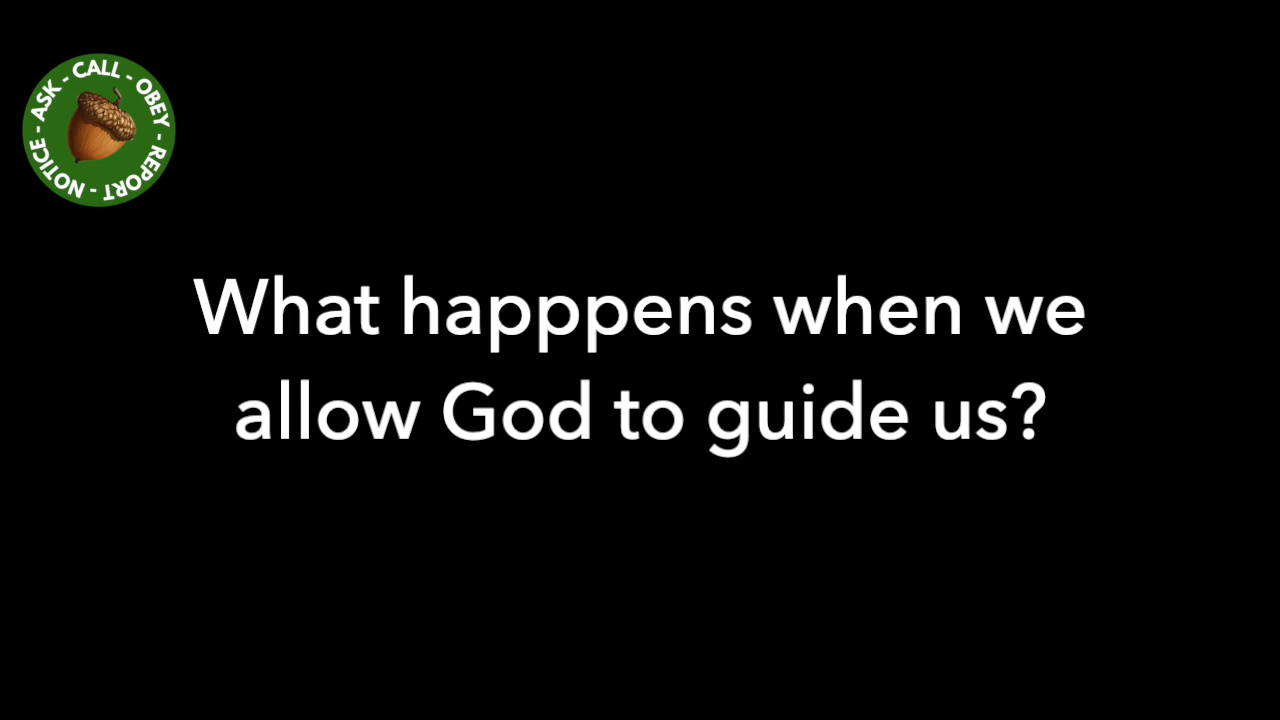 ASK - CALL - OBEY - REPORT - NOTICE -
What happpens when we
allow God to guide us?